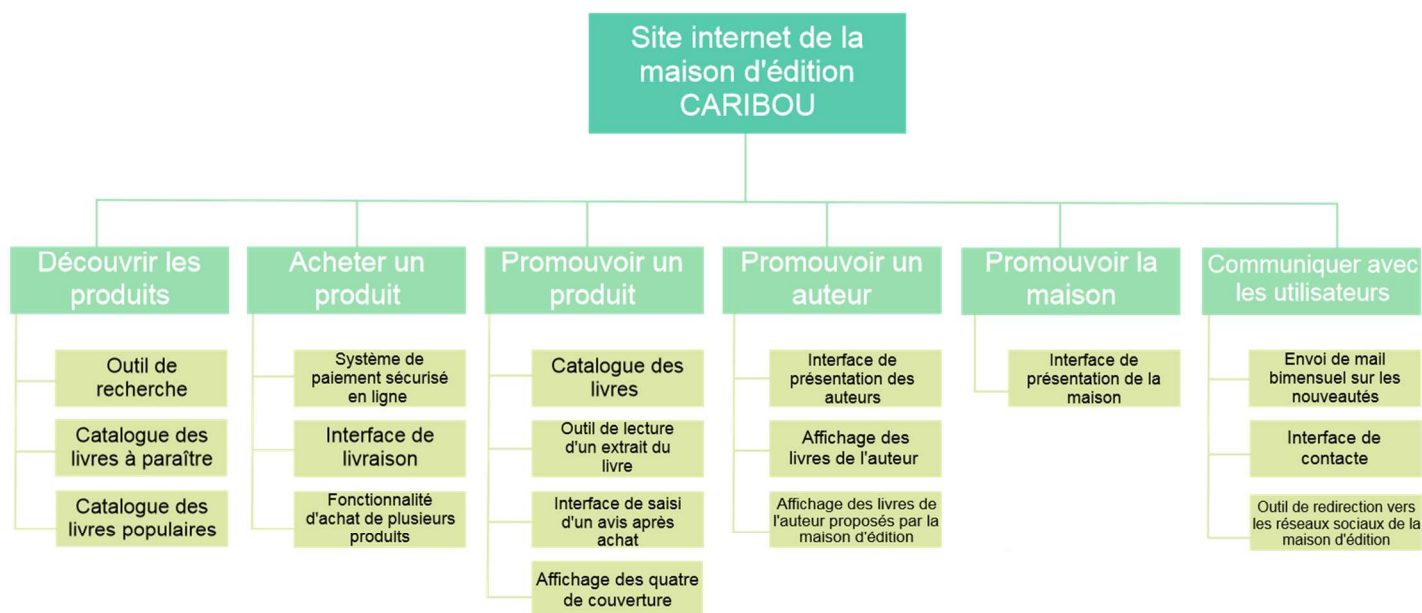 Site internet de la
maison d'édition
CARIBOU
Découvrir les
produits
Outil de
recherche
Catalogue des
livres à paraître
Catalogue des
livres populaires
Acheter un
produit
Système de
paiement sécurisé
en ligne
Interface de
livraison
Fonctionnalité
d'achat de plusieurs
produits
Promouvoir un
produit
Catalogue des
livres
Outil de lecture
d'un extrait du
livre
Interface de saisi
d'un avis après
achat
Affichage des quatre
de couverture
Promouvoir un
auteur
Interface de
présentation des
auteurs
Affichage des
livres de l'auteur
Affichage des livres de
l'auteur proposés par la
maison d'édition
Promouvoir la
maison
Interface de
présentation de la
maison
Communiquer avec
les utilisateurs
Envoi de mail
bimensuel sur les
nouveautés
Interface de
contacte
Outil de redirection vers
les réseaux sociaux de la
maison d'édition